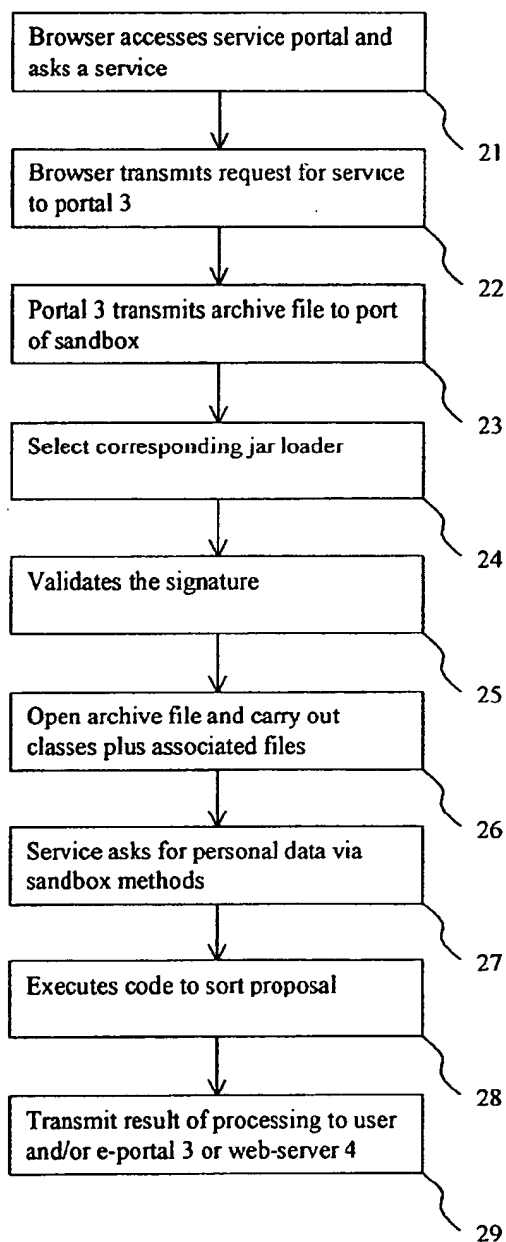 Browser accesses service portal and
asks a service
21
Browser transmits request for service
to portal 3
22
Portal 3 transmits archive file to port
of sandbox
23
Select corresponding jar loader
24
Validates the signature
25
Open archive file and carry out
classes plus associated files
26
Service asks for personal data via
sandbox methods
27
Executes code to sort proposal
28
Transmit result of processing to user
and/or e-portal 3 or web-server 4
29